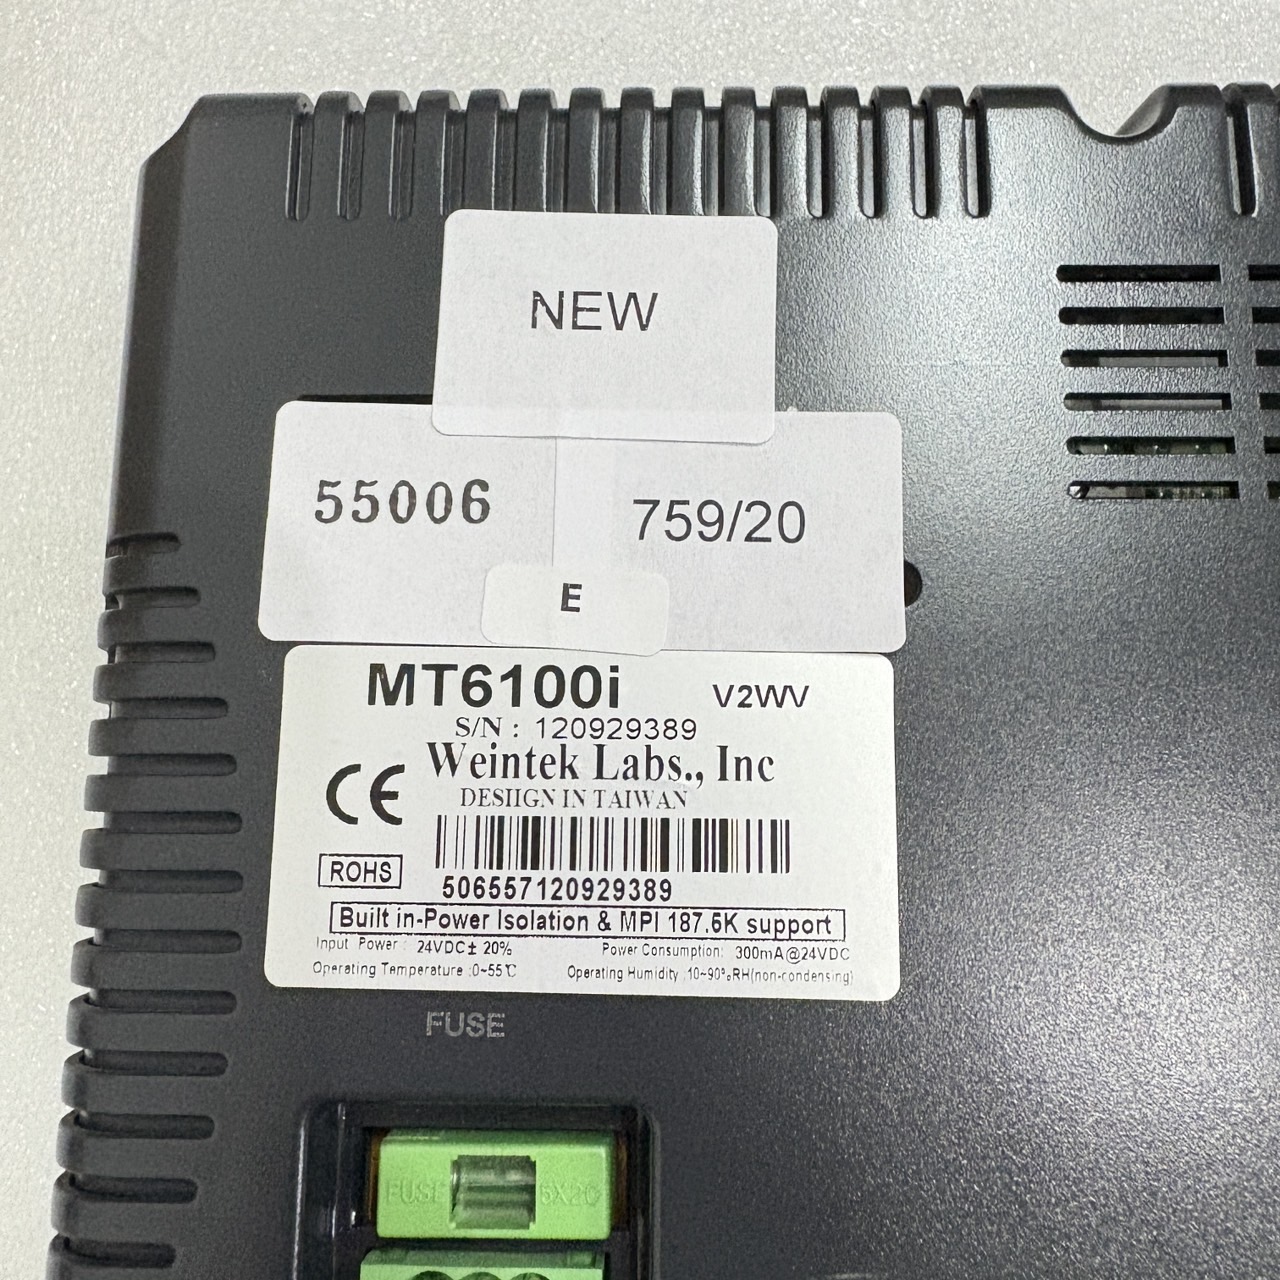 NEW
55006
759/20
E
MT6100i V2WV
S/N : 120929389
Weintek Labs., Inc
CE
DESIIGN IN TAIWAN
ROHS
506557120929389
Built in-Power Isolation & MPI 187.5K support
Input Power : 24VDC± 20% Power Consumption: 300mA@24VDC
Operating Temperature :0~55℃ Operating Humidity :10~90%RH(non-condensing)
FUSE
FUSE 5X20